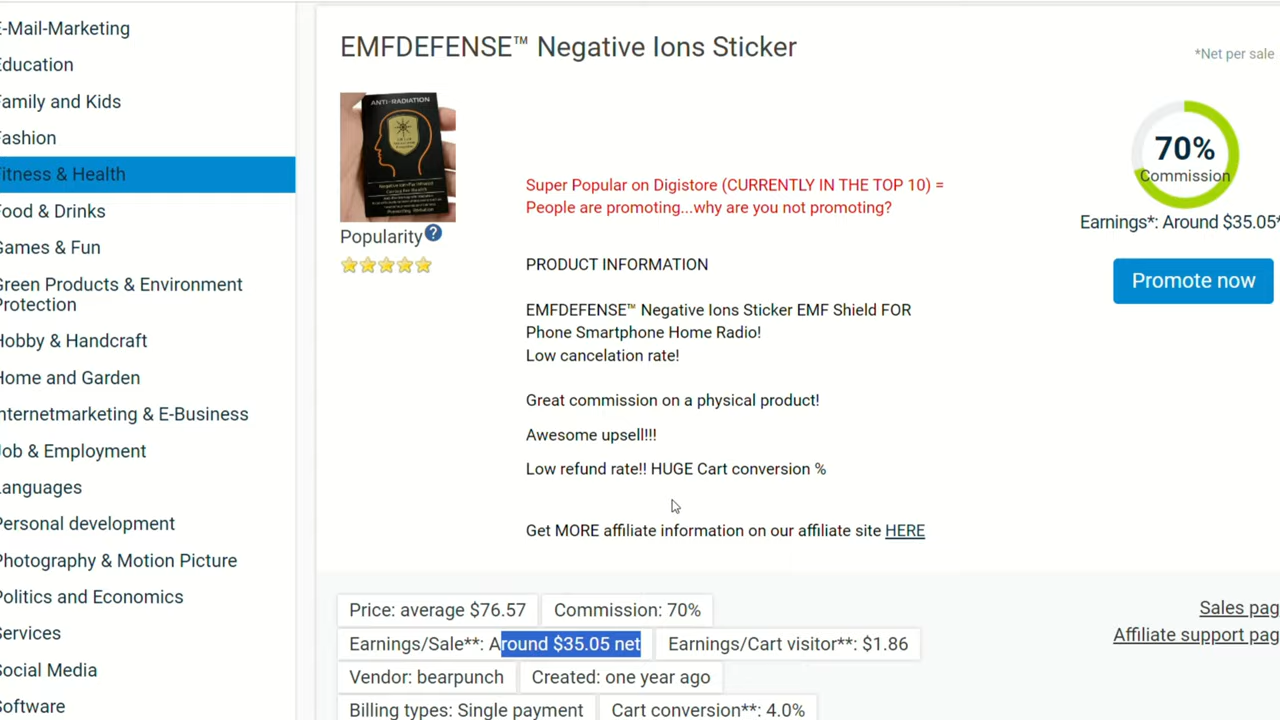 E-Mail-Marketing
Education
Family and Kids
Fashion
Fitness & Health
Food & Drinks
Games & Fun
Green Products & Environment
Protection
Hobby & Handcraft
Home and Garden
Internetmarketing & E-Business
Job & Employment
Languages
Personal development
Photography & Motion Picture
Politics and Economics
Services
Social Media
Software
EMFDEFENSE™ Negative Ions Sticker
*Net per sale
ANTI-RADIATION
Popularity
Super Popular on Digistore (CURRENTLY IN THE TOP 10) =
People are promoting...why are you not promoting?
PRODUCT INFORMATION
EMFDEFENSE™ Negative Ions Sticker EMF Shield FOR
Phone Smartphone Home Radio!
Low cancelation rate!
Great commission on a physical product!
Awesome upsell!!!
Low refund rate!! HUGE Cart conversion %
Get MORE affiliate information on our affiliate site HERE
70%
Commission
Earnings*: Around $35.05*
Promote now
Price: average $76.57
Commission: 70%
Earnings/Sale**: Around $35.05 net
Earnings/Cart visitor**: $1.86
Vendor: bearpunch
Created: one year ago
Billing types: Single payment
Cart conversion**: 4.0%
Sales pag
Affiliate support pag